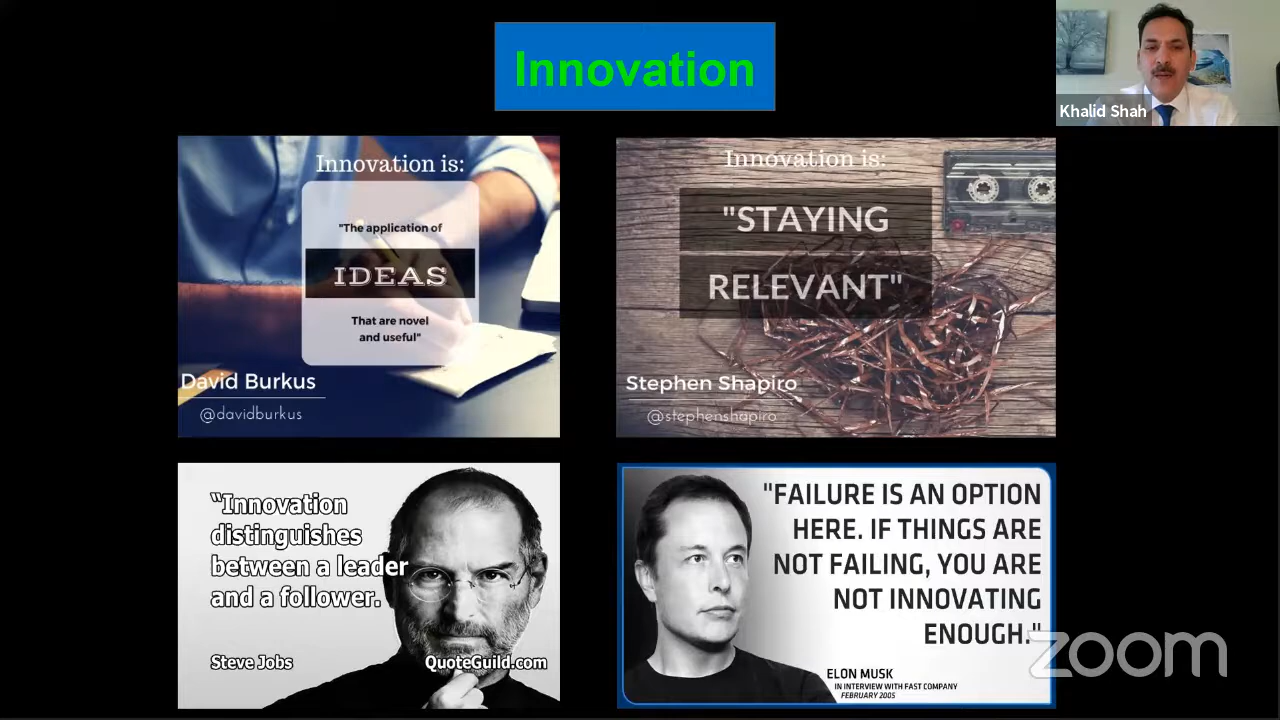 Innovation
Khalid Shah
Innovation is:
"The application of
IDEAS
That are novel
and useful"
David Burkus
@davidburkus
Innovation is:
"STAYING
RELEVANT"
Stephen Shapiro
@stephenshapiro
“Innovation
distinguishes
between a leader
and a follower.
Steve Jobs
QuoteGuild.com
"FAILURE IS AN OPTION
HERE. IF THINGS ARE
NOT FAILING, YOU ARE
NOT INNOVATING
ENOUGH."
ELON MUSK
IN INTERVIEW WITH FAST COMPANY
FEBRUARY 2005
zoom